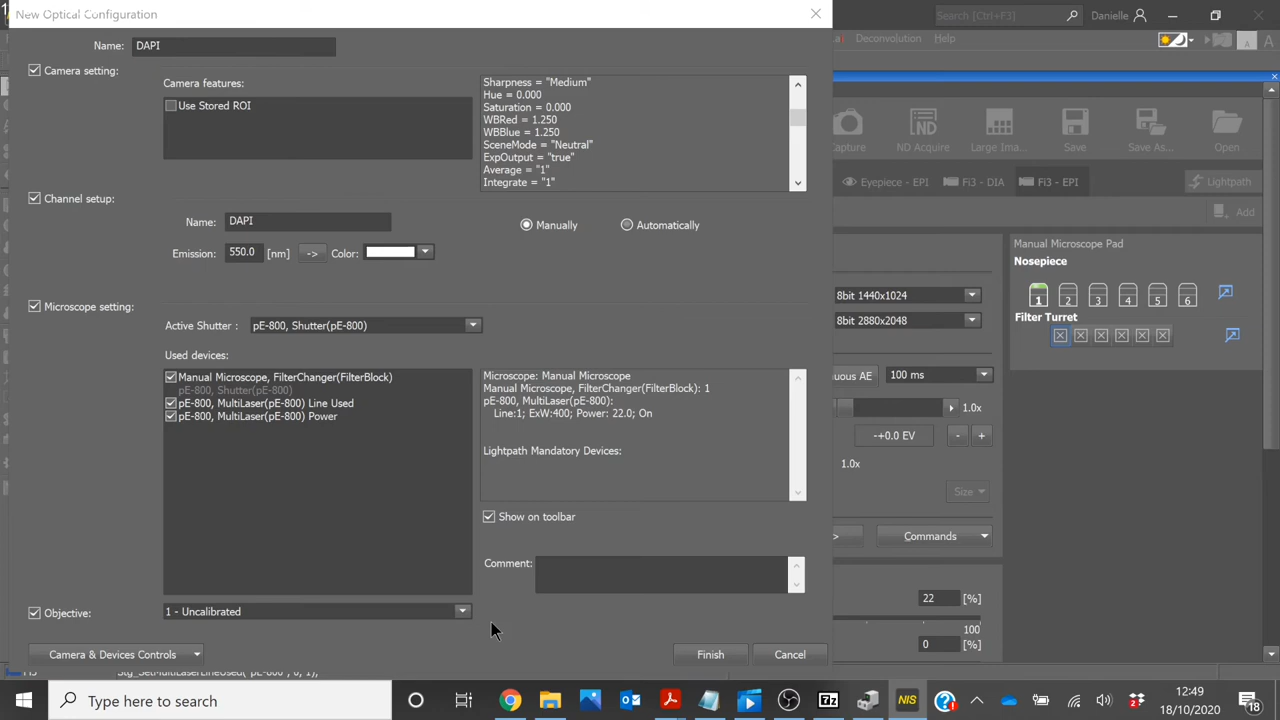 New Optical Configuration
Search (Ctrl+F3)
Danielle
Name: DAPI
Deconvolution Help
Camera setting:
Camera features:
Use Stored ROI
Sharpness = "Medium"
Hue = 0.000
Saturation = 0.000
WBRed = 1.250
WBBlue = 1.250
SceneMode = "Neutral"
ExpOutput = "true"
Average = "1"
Integrate = "1"
ND Acquire
Large Ima...
Save
Save As...
Open
Eyepiece - EPI
Fi3 - DIA
Fi3 - EPI
Lightpath
Add
Channel setup:
Name: DAPI
Manually
Automatically
Emission: 550.0 [nm] -> Color:
Manual Microscope Pad
Nosepiece
1 2 3 4 5 6
Filter Turret
8bit 1440x1024
8bit 2880x2048
Microscope setting:
Active Shutter : pE-800, Shutter(pE-800)
Used devices:
Manual Microscope, FilterChanger(FilterBlock)
pE-800, Shutter(pE-800)
pE-800, MultiLaser(pE-800) Line Used
pE-800, MultiLaser(pE-800) Power
Microscope: Manual Microscope
Manual Microscope, FilterChanger(FilterBlock): 1
pE-800, MultiLaser(pE-800):
Line:1; ExW:400; Power: 22.0; On
Lightpath Mandatory Devices:
100 ms
1.0x
-+0.0 EV - +
1.0x
Size
Commands
Show on toolbar
Comment:
22 [%]
100
0 [%]
Objective: 1 - Uncalibrated
Camera & Devices Controls
Finish
Cancel
Type here to search
NIS
12:49
18/10/2020
18